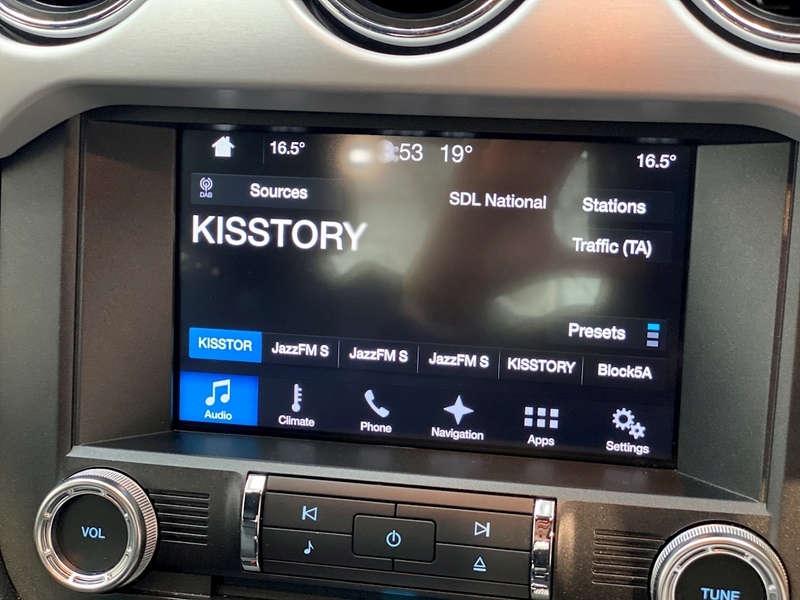 16.5° :53 19° 16.5°
DAB Sources SDL National Stations
KISSTORY
Traffic (TA)
Presets
KISSTOR JazzFM S JazzFM S JazzFM S KISSTORY Block5A
Audio Climate Phone Navigation Apps Settings
VOL
TUNE